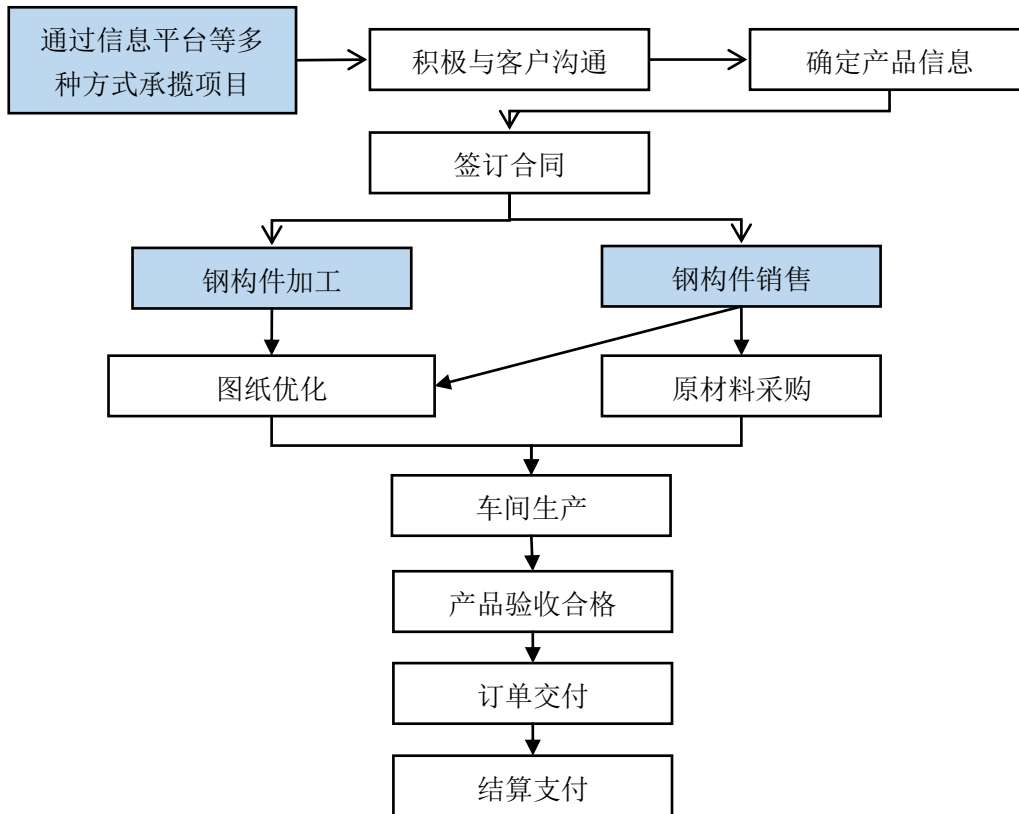 通过信息平台等多
种方式承揽项目
积极与客户沟通
确定产品信息
签订合同
钢构件加工
钢构件销售
图纸优化
原材料采购
车间生产
产品验收合格
订单交付
结算支付